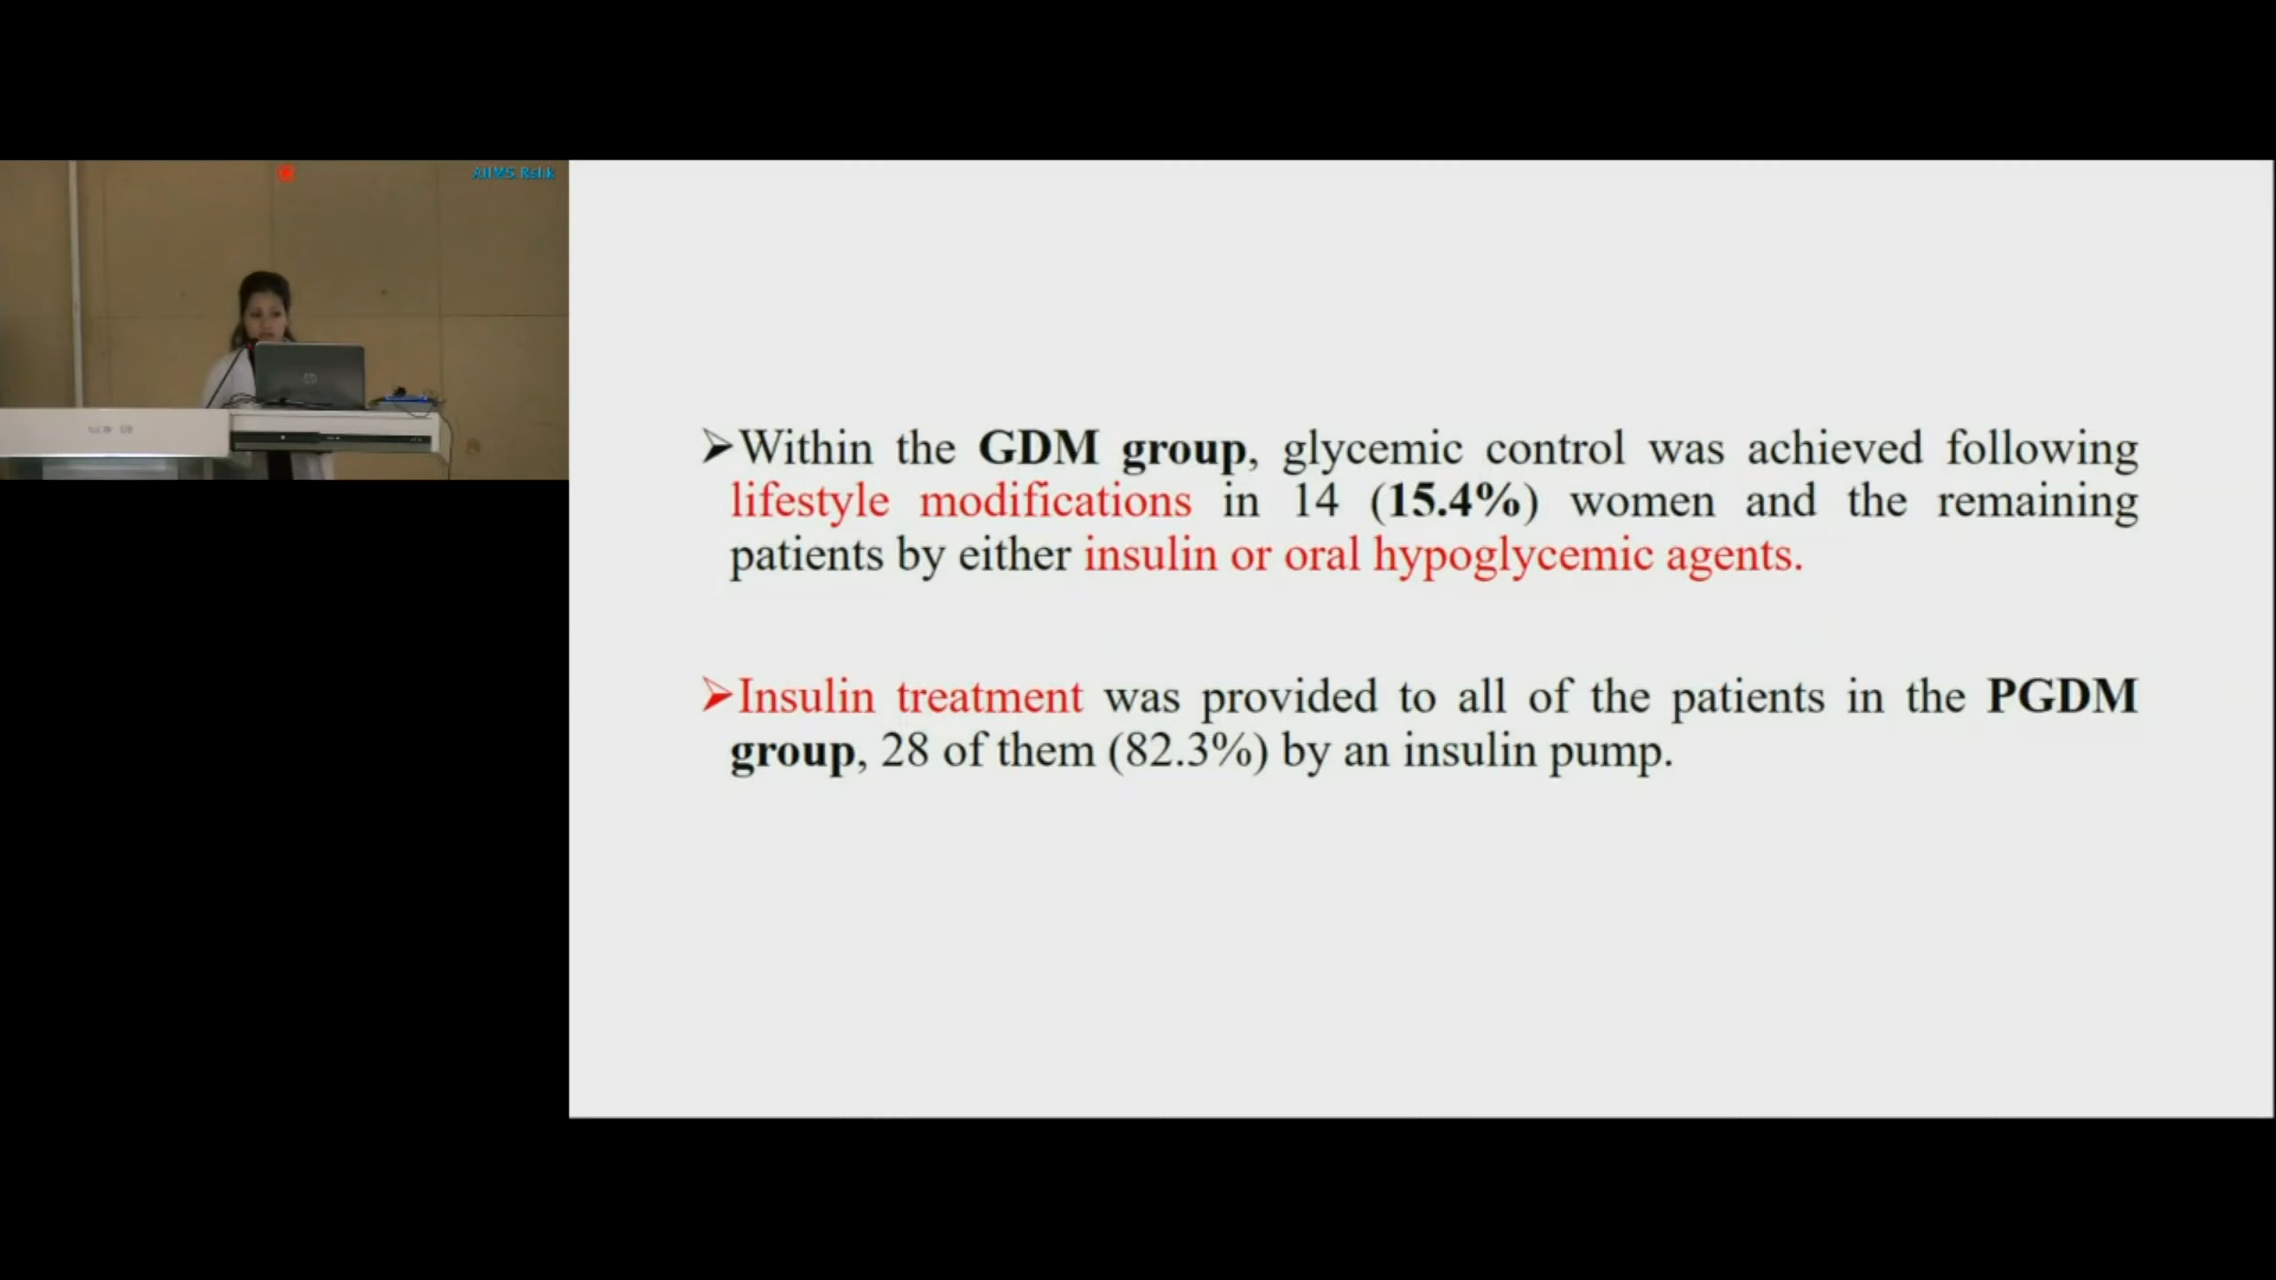 AIIMS Rshk
➢Within the GDM group, glycemic control was achieved following
lifestyle modifications in 14 (15.4%) women and the remaining
patients by either insulin or oral hypoglycemic agents.
➢Insulin treatment was provided to all of the patients in the PGDM
group, 28 of them (82.3%) by an insulin pump.